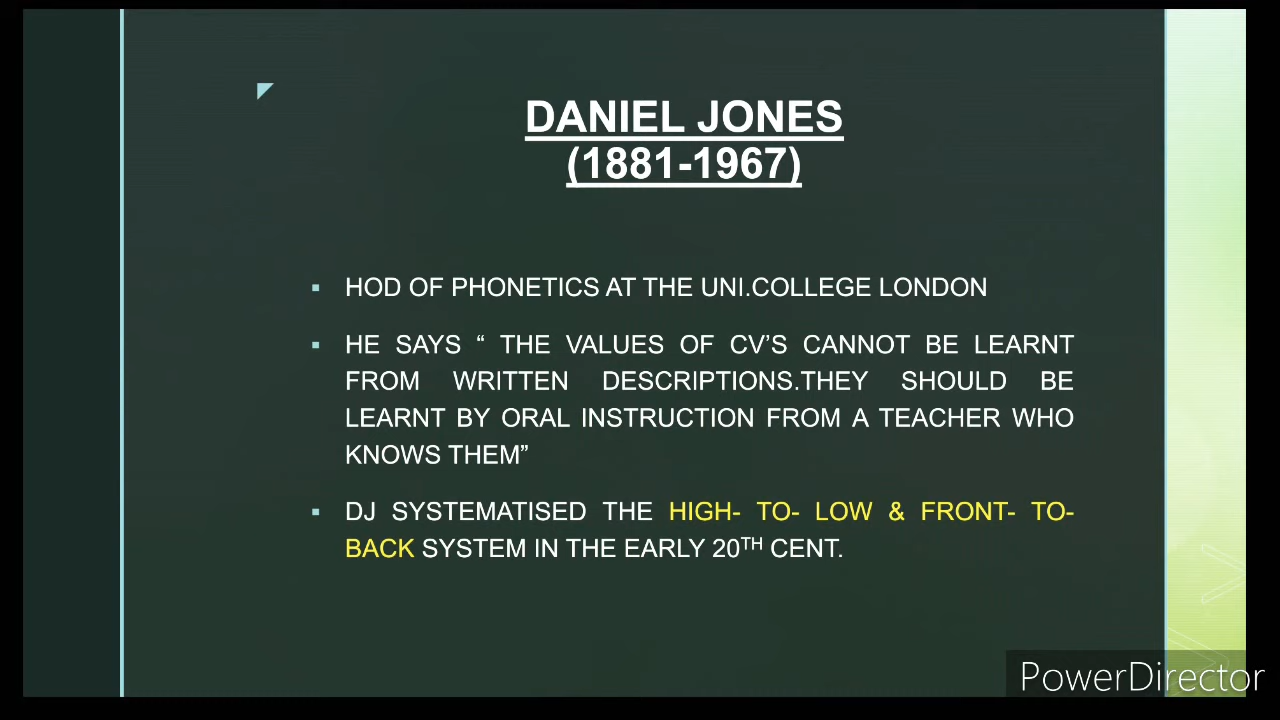 DANIEL JONES
(1881-1967)
▪ HOD OF PHONETICS AT THE UNI.COLLEGE LONDON
▪ HE SAYS “ THE VALUES OF CV’S CANNOT BE LEARNT
FROM WRITTEN DESCRIPTIONS.THEY SHOULD BE
LEARNT BY ORAL INSTRUCTION FROM A TEACHER WHO
KNOWS THEM”
▪ DJ SYSTEMATISED THE HIGH- TO- LOW & FRONT- TO-
BACK SYSTEM IN THE EARLY 20TH CENT.
PowerDirector